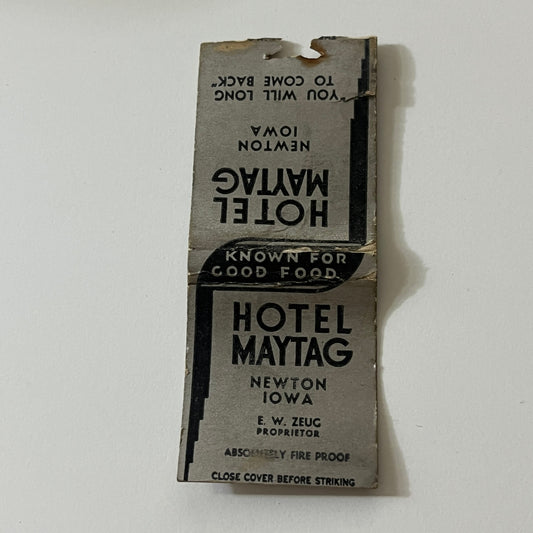 "YOU WILL LONG
TO COME BACK"
NEWTON
IOWA
HOTEL
MAYTAG
KNOWN FOR
GOOD FOOD
HOTEL
MAYTAG
NEWTON
IOWA
E. W. ZEUG
PROPRIETOR
ABSOLUTELY FIRE PROOF
CLOSE COVER BEFORE STRIKING